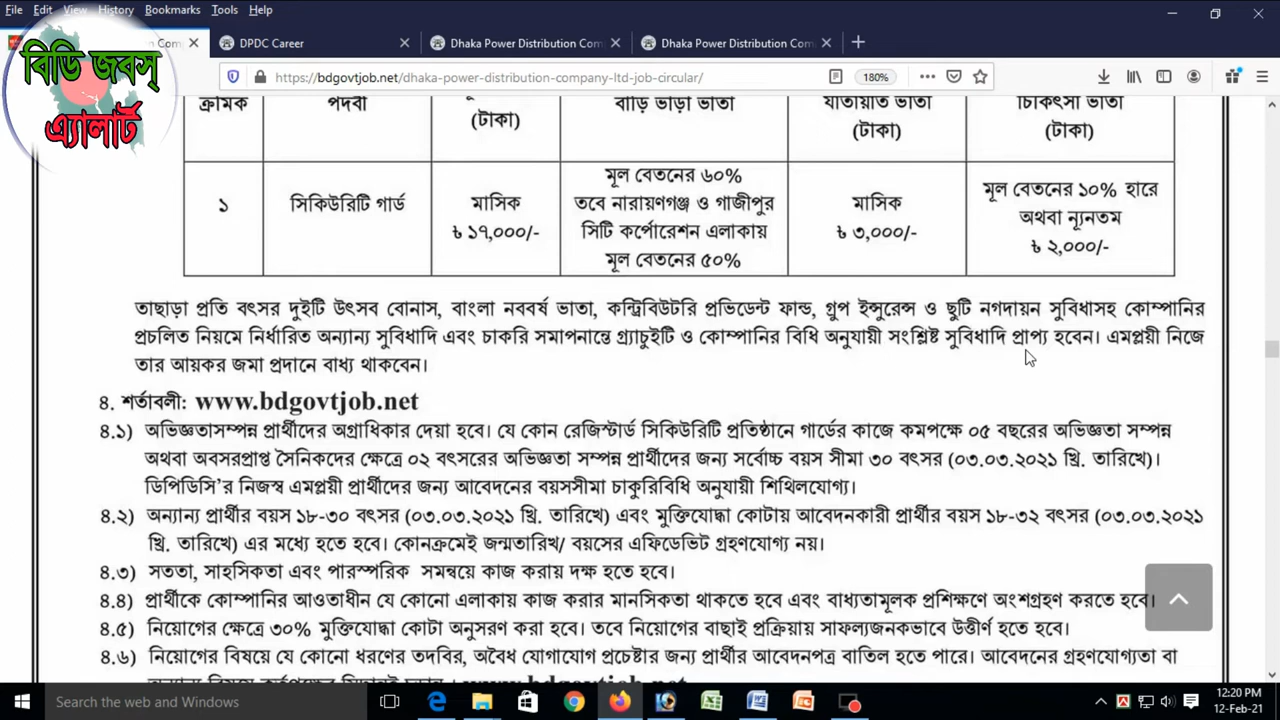 File Edit View History Bookmarks Tools Help
বিডি জবস্
এ্যালার্ট
DPDC Career
Dhaka Power Distribution Com
Dhaka Power Distribution Com
https://bdgovtjob.net/dhaka-power-distribution-company-ltd-job-circular/
180%
ক্রমিক
পদবী
(টাকা)
বাড়ি ভাড়া ভাতা
যাতায়াত ভাতা
(টাকা)
চিকিৎসা ভাতা
(টাকা)
১
সিকিউরিটি গার্ড
মাসিক
৳ ১৭,০০০/-
মূল বেতনের ৬০%
তবে নারায়ণগঞ্জ ও গাজীপুর
সিটি কর্পোরেশন এলাকায়
মূল বেতনের ৫০%
মাসিক
৳ ৩,০০০/-
মূল বেতনের ১০% হারে
অথবা ন্যূনতম
৳ ২,০০০/-
তাছাড়া প্রতি বৎসর দুইটি উৎসব বোনাস, বাংলা নববর্ষ ভাতা, কন্ট্রিবিউটরি প্রভিডেন্ট ফান্ড, গ্রুপ ইন্সুরেন্স ও ছুটি নগদায়ন সুবিধাসহ কোম্পানির
প্রচলিত নিয়মে নির্ধারিত অন্যান্য সুবিধাদি এবং চাকরি সমাপনান্তে গ্র্যাচুইটি ও কোম্পানির বিধি অনুযায়ী সংশ্লিষ্ট সুবিধাদি প্রাপ্য হবেন। এমপ্লয়ী নিজে
তার আয়কর জমা প্রদানে বাধ্য থাকবেন।
৪. শর্তাবলী: www.bdgovtjob.net
৪.১) অভিজ্ঞতাসম্পন্ন প্রার্থীদের অগ্রাধিকার দেয়া হবে। যে কোন রেজিস্টার্ড সিকিউরিটি প্রতিষ্ঠানে গার্ডের কাজে কমপক্ষে ০৫ বছরের অভিজ্ঞতা সম্পন্ন
অথবা অবসরপ্রাপ্ত সৈনিকদের ক্ষেত্রে ০২ বৎসরের অভিজ্ঞতা সম্পন্ন প্রার্থীদের জন্য সর্বোচ্চ বয়স সীমা ৩০ বৎসর (০৩.০৩.২০২১ খ্রি. তারিখে)।
ডিপিডিসি'র নিজস্ব এমপ্লয়ী প্রার্থীদের জন্য আবেদনের বয়সসীমা চাকুরিবিধি অনুযায়ী শিথিলযোগ্য।
৪.২) অন্যান্য প্রার্থীর বয়স ১৮-৩০ বৎসর (০৩.০৩.২০২১ খ্রি. তারিখে) এবং মুক্তিযোদ্ধা কোটায় আবেদনকারী প্রার্থীর বয়স ১৮-৩২ বৎসর (০৩.০৩.২০২১
খ্রি. তারিখে) এর মধ্যে হতে হবে। কোনক্রমেই জন্মতারিখ/ বয়সের এফিডেভিট গ্রহণযোগ্য নয়।
৪.৩) সততা, সাহসিকতা এবং পারস্পরিক সমন্বয়ে কাজ করায় দক্ষ হতে হবে।
৪.৪) প্রার্থীকে কোম্পানির আওতাধীন যে কোনো এলাকায় কাজ করার মানসিকতা থাকতে হবে এবং বাধ্যতামূলক প্রশিক্ষণে অংশগ্রহণ করতে হবে।
৪.৫) নিয়োগের ক্ষেত্রে ৩০% মুক্তিযোদ্ধা কোটা অনুসরণ করা হবে। তবে নিয়োগের বাছাই প্রক্রিয়ায় সাফল্যজনকভাবে উত্তীর্ণ হতে হবে।
৪.৬) নিয়োগের বিষয়ে যে কোনো ধরণের তদবির, অবৈধ যোগাযোগ প্রচেষ্টার জন্য প্রার্থীর আবেদনপত্র বাতিল হতে পারে। আবেদনের গ্রহণযোগ্যতা বা
Search the web and Windows
12:20 PM
12-Feb-21